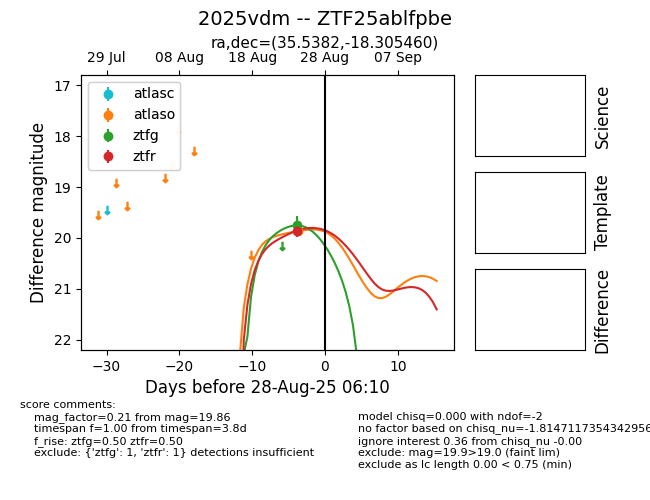 2025vdm -- ZTF25ablfpbe
ra,dec=(35.5382,-18.305460)
29 Jul 08 Aug 18 Aug 28 Aug 07 Sep
atlasc
atlaso
ztfg
ztfr
17
18
19
20
21
22
Difference magnitude
−30 −20 −10 0 10
Days before 28-Aug-25 06:10
Science
Template
Difference
score comments:
mag_factor=0.21 from mag=19.86
timespan f=1.00 from timespan=3.8d
f_rise: ztfg=0.50 ztfr=0.50
exclude: {'ztfg': 1, 'ztfr': 1} detections insufficient
model chisq=0.000 with ndof=-2
no factor based on chisq_nu=-1.8147117354342956
ignore interest 0.36 from chisq_nu -0.00
exclude: mag=19.9>19.0 (faint lim)
exclude as lc length 0.00 < 0.75 (min)